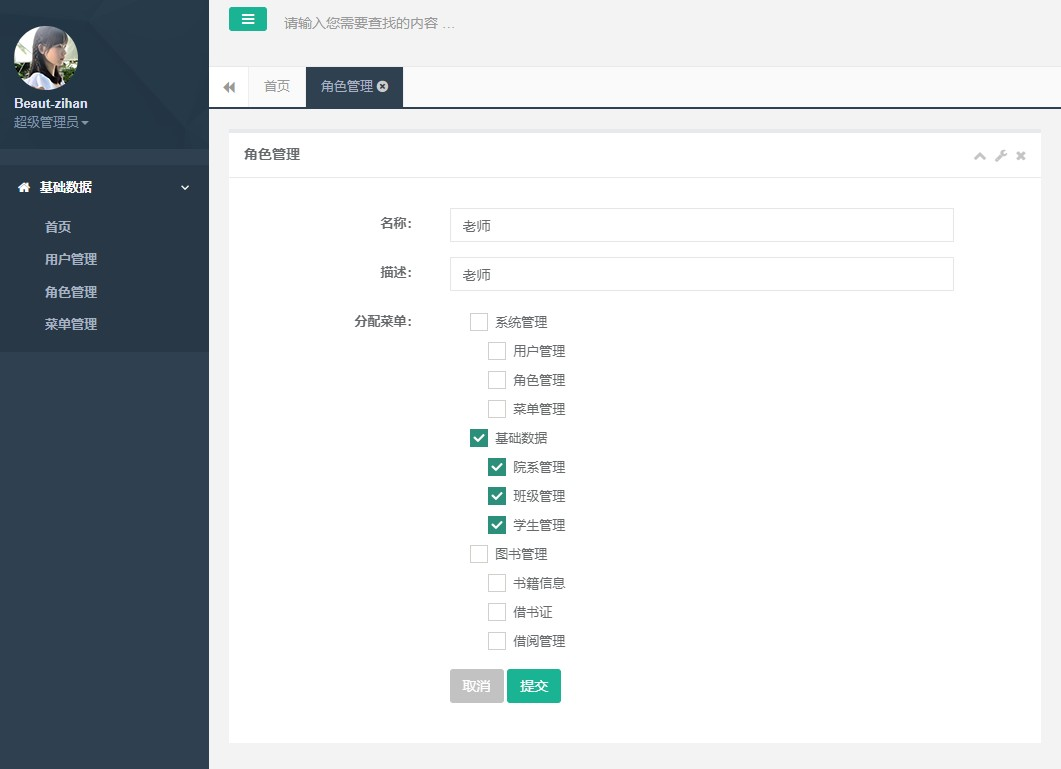 请输入您需要查找的内容 …
首页
角色管理
Beaut-zihan
超级管理员
基础数据
首页
用户管理
角色管理
菜单管理
角色管理
名称：
老师
描述：
老师
分配菜单：
系统管理
用户管理
角色管理
菜单管理
基础数据
院系管理
班级管理
学生管理
图书管理
书籍信息
借书证
借阅管理
取消
提交